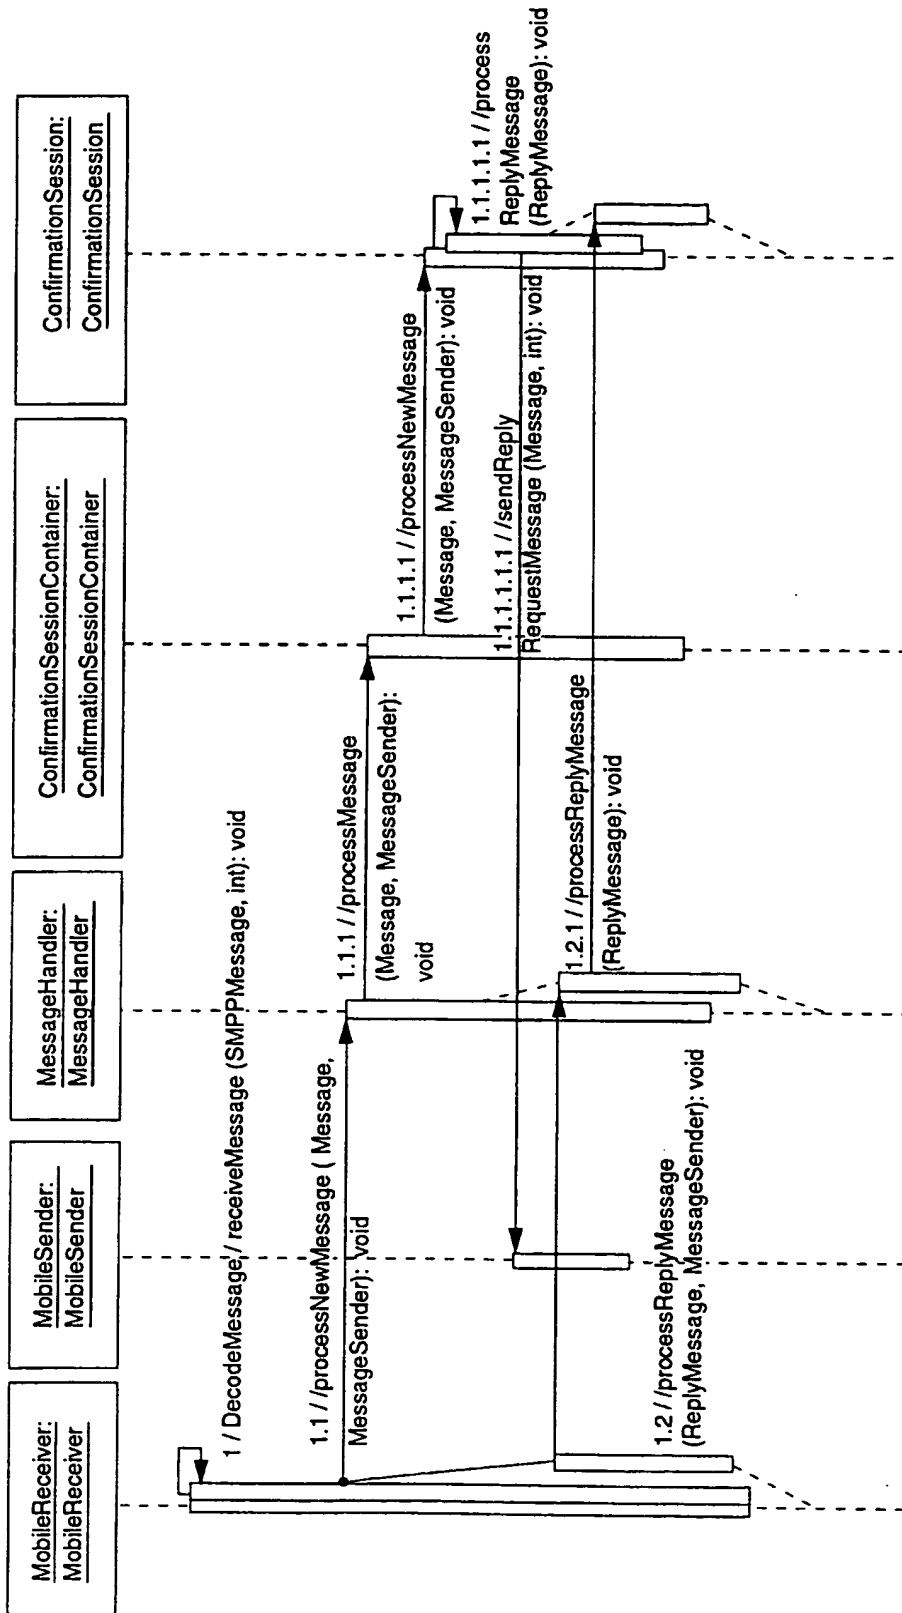 MobileReceiver:
MobileReceiver
MobileSender:
MobileSender
MessageHandler:
MessageHandler
ConfirmationSessionContainer:
ConfirmationSessionContainer
ConfirmationSession:
ConfirmationSession
1 / DecodeMessage / receiveMessage (SMPPMessage, int): void
1.1 / /processNewMessage ( Message,
MessageSender): void
1.1.1 / /processMessage
(Message, MessageSender):
void
1.1.1.1 / /processNewMessage
(Message, MessageSender): void
1.1.1.1.1 / /process
ReplyMessage
(ReplyMessage): void
1.1.1.1.1.1 / /sendReply
RequestMessage (Message, int): void
1.2 / /processReplyMessage
(ReplyMessage, MessageSender): void
1.2.1 / /processReplyMessage
(ReplyMessage): void